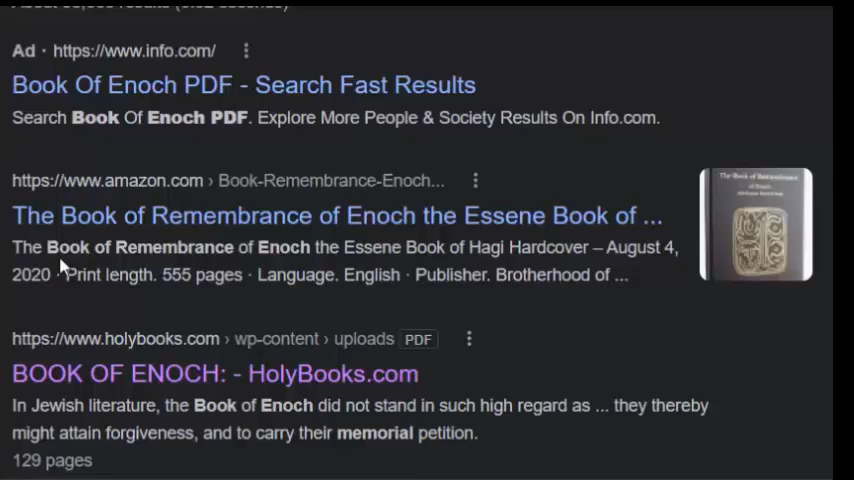 Ad · https://www.info.com/
Book Of Enoch PDF - Search Fast Results
Search Book Of Enoch PDF. Explore More People & Society Results On Info.com.
https://www.amazon.com › Book-Remembrance-Enoch...
The Book of Remembrance of Enoch the Essene Book of ...
The Book of Remembrance of Enoch the Essene Book of Hagi Hardcover – August 4,
2020 · Print length. 555 pages · Language. English · Publisher. Brotherhood of ...
The Book of Remembrance
of Enoch
https://www.holybooks.com › wp-content › uploads PDF
BOOK OF ENOCH: - HolyBooks.com
In Jewish literature, the Book of Enoch did not stand in such high regard as ... they thereby
might attain forgiveness, and to carry their memorial petition.
129 pages